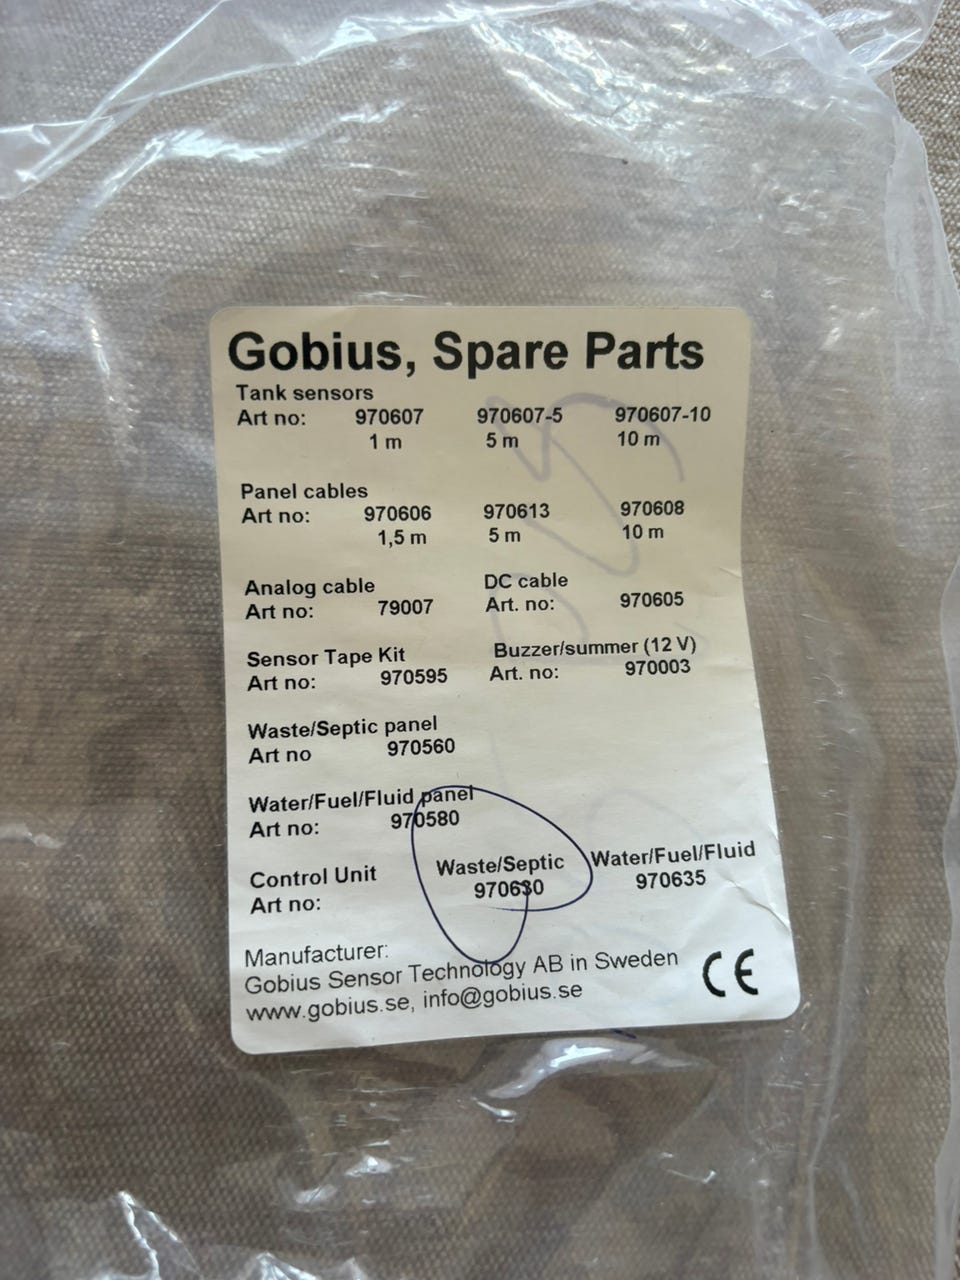 Gobius, Spare Parts
Tank sensors
Art no: 970607 970607-5 970607-10
1 m 5 m 10 m
Panel cables
Art no: 970606 970613 970608
1,5 m 5 m 10 m
Analog cable DC cable
Art no: 79007 Art. no: 970605
Sensor Tape Kit Buzzer/summer (12 V)
Art no: 970595 Art. no: 970003
Waste/Septic panel
Art no 970560
Water/Fuel/Fluid panel
Art no: 970580
Control Unit Waste/Septic Water/Fuel/Fluid
Art no: 970630 970635
Manufacturer:
Gobius Sensor Technology AB in Sweden
www.gobius.se, info@gobius.se
CE